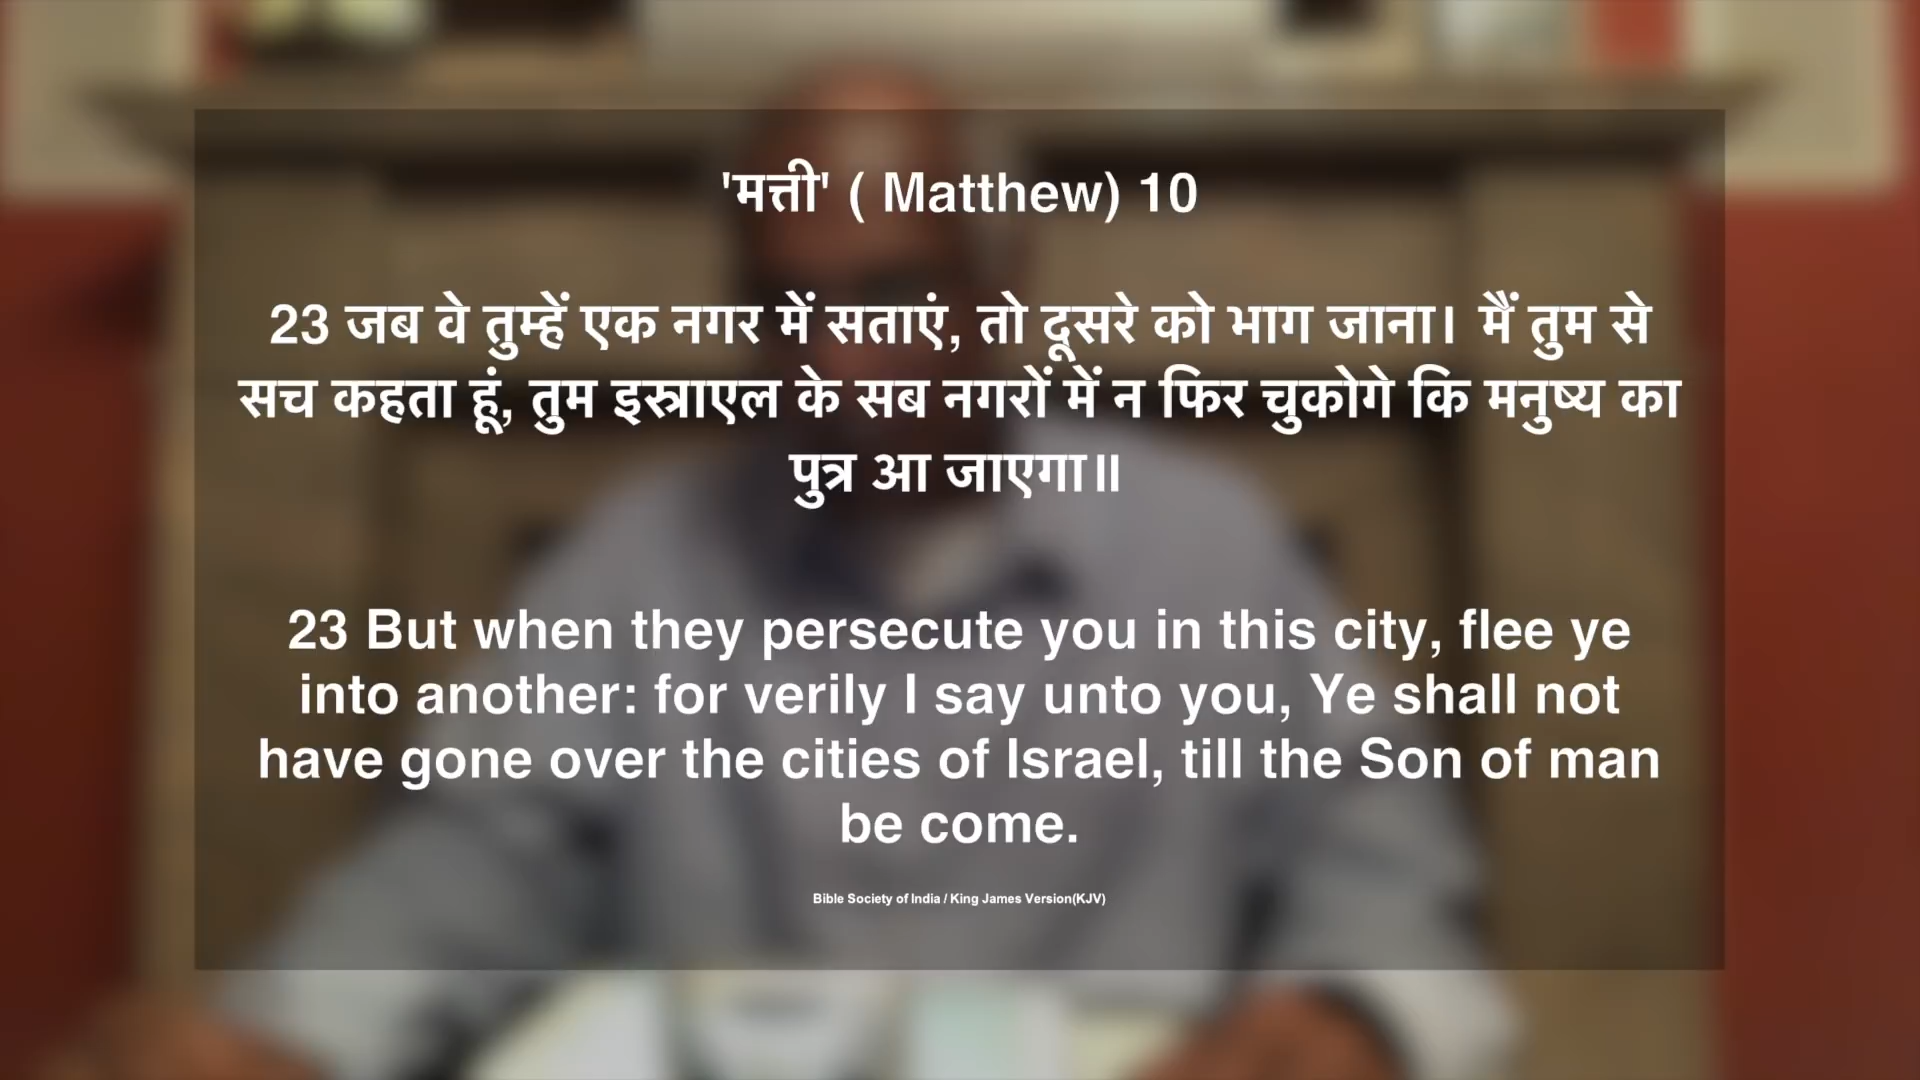 'मत्ती' ( Matthew) 10
23 जब वे तुम्हें एक नगर में सताएं, तो दूसरे को भाग जाना। मैं तुम से
सच कहता हूं, तुम इस्राएल के सब नगरों में न फिर चुकोगे कि मनुष्य का
पुत्र आ जाएगा॥
23 But when they persecute you in this city, flee ye
into another: for verily I say unto you, Ye shall not
have gone over the cities of Israel, till the Son of man
be come.
Bible Society of India / King James Version(KJV)